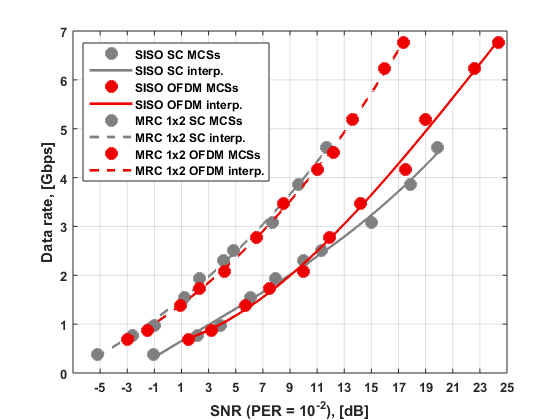 7
6
5
4
3
2
1
0
Data rate, [Gbps]
SISO SC MCSs
SISO SC interp.
SISO OFDM MCSs
SISO OFDM interp.
MRC 1x2 SC MCSs
MRC 1x2 SC interp.
MRC 1x2 OFDM MCSs
MRC 1x2 OFDM interp.
-5 -3 -1 1 3 5 7 9 11 13 15 17 19 21 23 25
SNR (PER = 10⁻²), [dB]